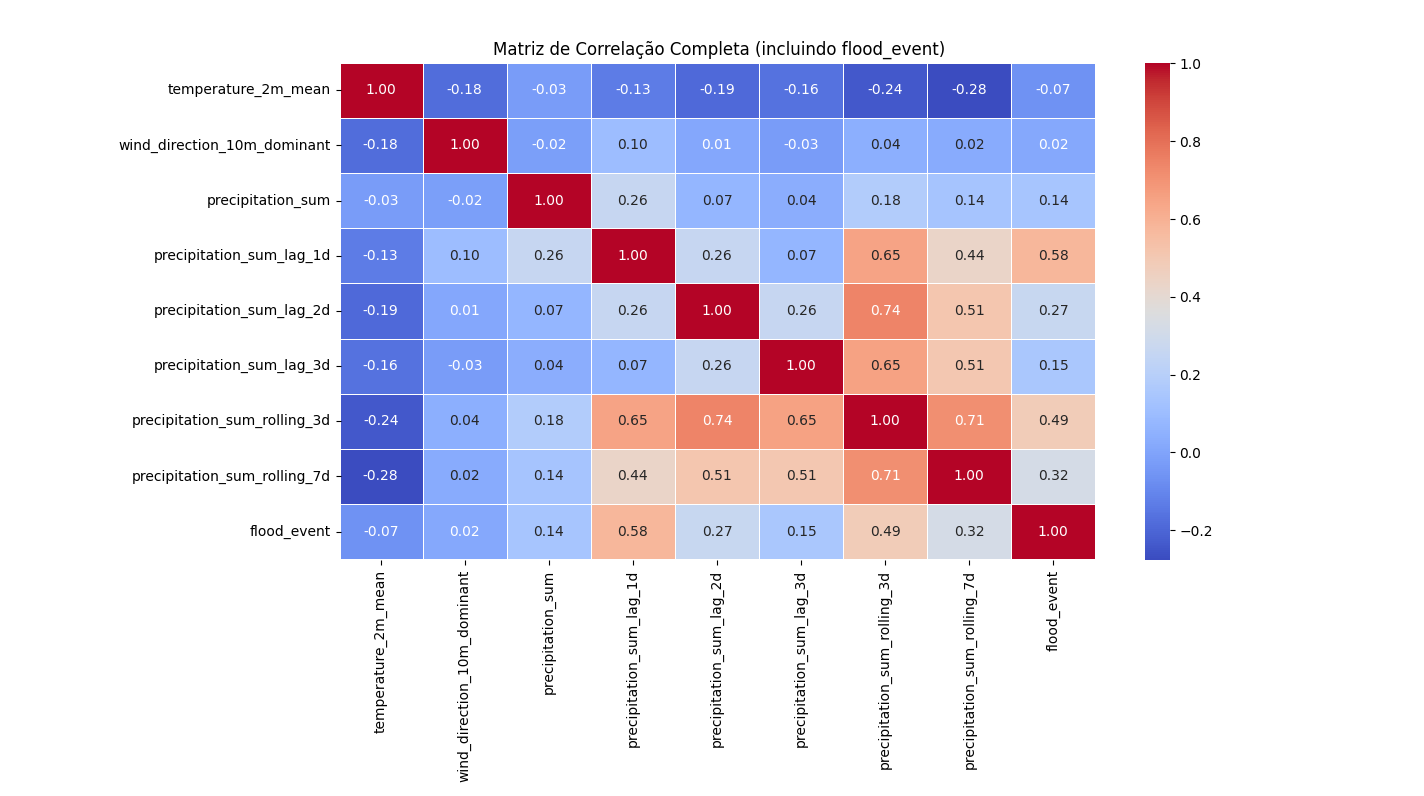 Matriz de Correlação Completa (incluindo flood_event)
temperature_2m_mean 1.00 -0.18 -0.03 -0.13 -0.19 -0.16 -0.24 -0.28 -0.07
wind_direction_10m_dominant -0.18 1.00 -0.02 0.10 0.01 -0.03 0.04 0.02 0.02
precipitation_sum -0.03 -0.02 1.00 0.26 0.07 0.04 0.18 0.14 0.14
precipitation_sum_lag_1d -0.13 0.10 0.26 1.00 0.26 0.07 0.65 0.44 0.58
precipitation_sum_lag_2d -0.19 0.01 0.07 0.26 1.00 0.26 0.74 0.51 0.27
precipitation_sum_lag_3d -0.16 -0.03 0.04 0.07 0.26 1.00 0.65 0.51 0.15
precipitation_sum_rolling_3d -0.24 0.04 0.18 0.65 0.74 0.65 1.00 0.71 0.49
precipitation_sum_rolling_7d -0.28 0.02 0.14 0.44 0.51 0.51 0.71 1.00 0.32
flood_event -0.07 0.02 0.14 0.58 0.27 0.15 0.49 0.32 1.00
temperature_2m_mean
wind_direction_10m_dominant
precipitation_sum
precipitation_sum_lag_1d
precipitation_sum_lag_2d
precipitation_sum_lag_3d
precipitation_sum_rolling_3d
precipitation_sum_rolling_7d
flood_event
1.0
0.8
0.6
0.4
0.2
0.0
−0.2